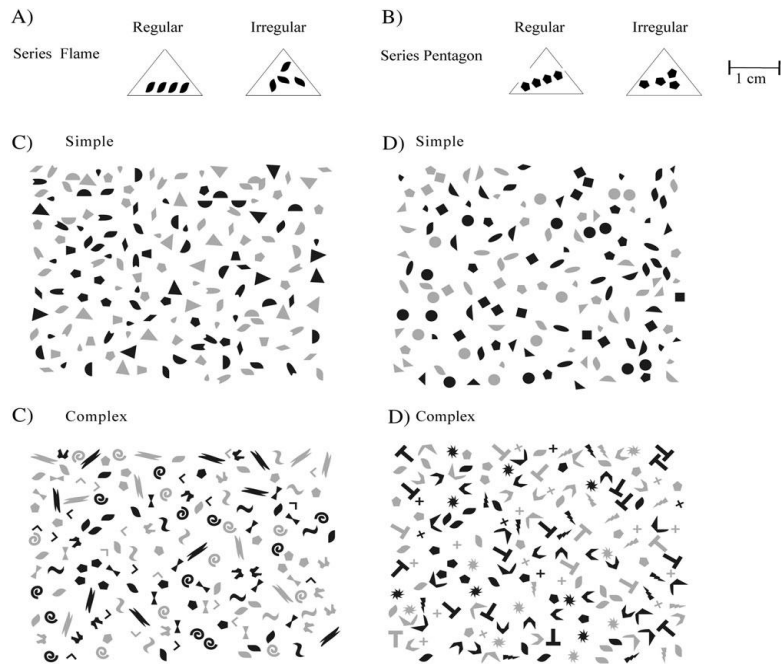 A)
Regular Irregular
Series Flame
B)
Regular Irregular
Series Pentagon
1 cm
C) Simple
D) Simple
C) Complex
D) Complex